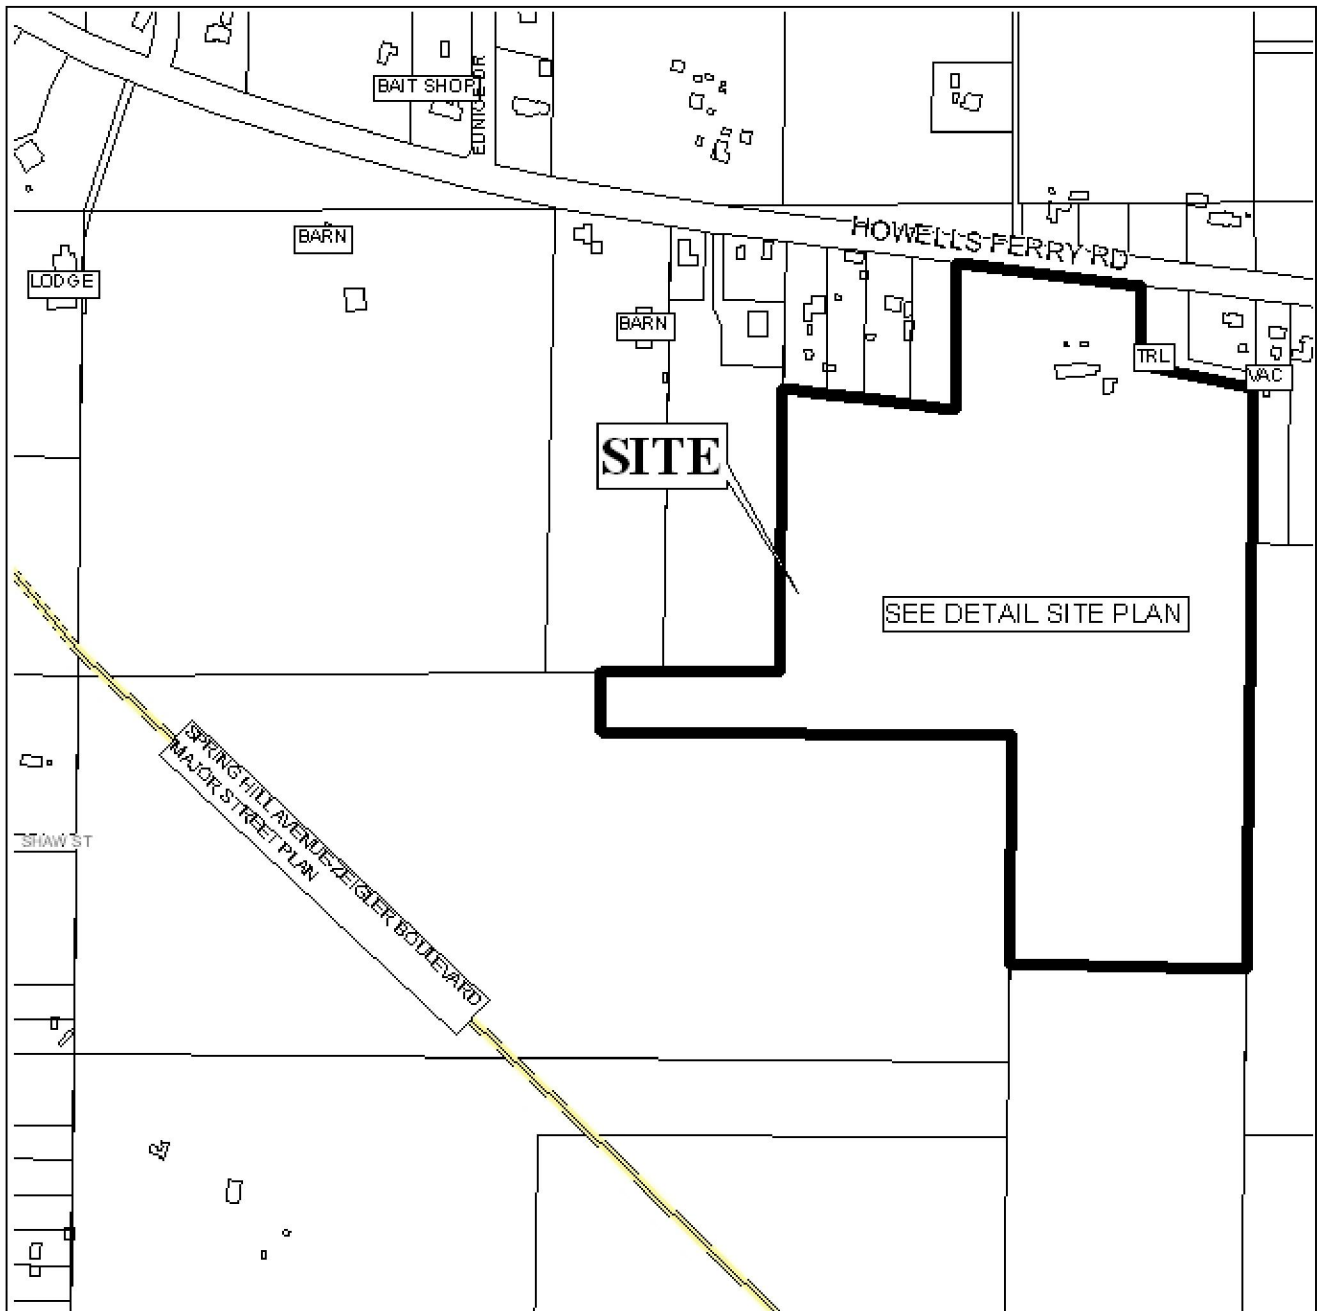 BAIT SHOP
EUNICE DR
HOWELLS FERRY RD
BARN
LODGE
BARN
TRL
VAC
SITE
SEE DETAIL SITE PLAN
SPRING HILL AVENUE-ZEIGLER BOULEVARD
MAJOR STREET PLAN
SHAW ST